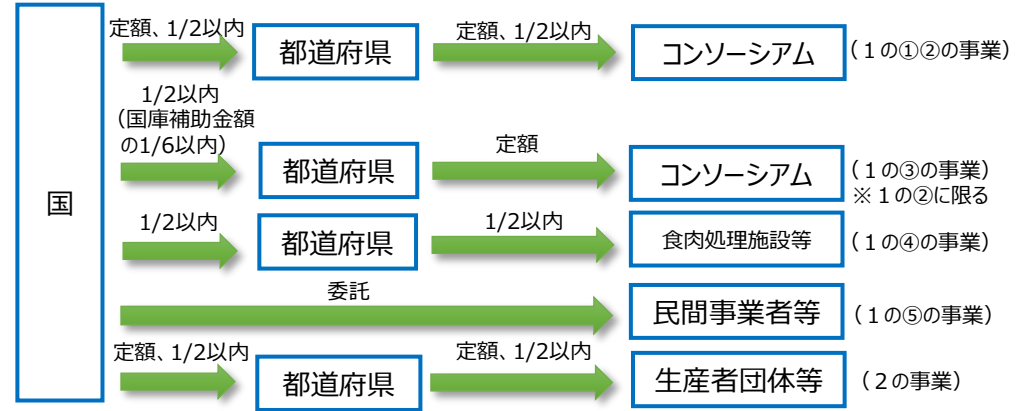 国
定額、1/2以内
都道府県
定額、1/2以内
コンソーシアム
(１の①②の事業)
1/2以内
(国庫補助金額
の1/6以内)
都道府県
定額
コンソーシアム
(１の③の事業)
※１の②に限る
1/2以内
都道府県
1/2以内
食肉処理施設等
(１の④の事業)
委託
民間事業者等
(１の⑤の事業)
定額、1/2以内
都道府県
定額、1/2以内
生産者団体等
(２の事業)